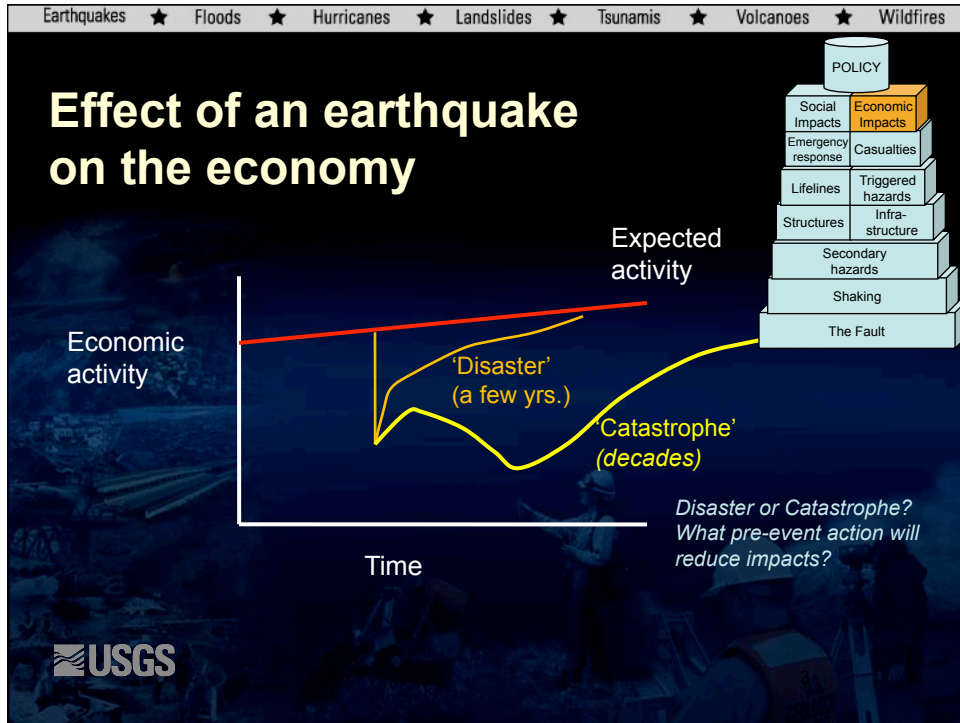 Earthquakes ★ Floods ★ Hurricanes ★ Landslides ★ Tsunamis ★ Volcanoes ★ Wildfires
Effect of an earthquake
on the economy
POLICY
Social
Impacts
Economic
Impacts
Emergency
response
Casualties
Lifelines
Triggered
hazards
Structures
Infra-
structure
Secondary
hazards
Shaking
The Fault
Expected
activity
Economic
activity
‘Disaster’
(a few yrs.)
‘Catastrophe’
(decades)
Time
Disaster or Catastrophe?
What pre-event action will
reduce impacts?
USGS